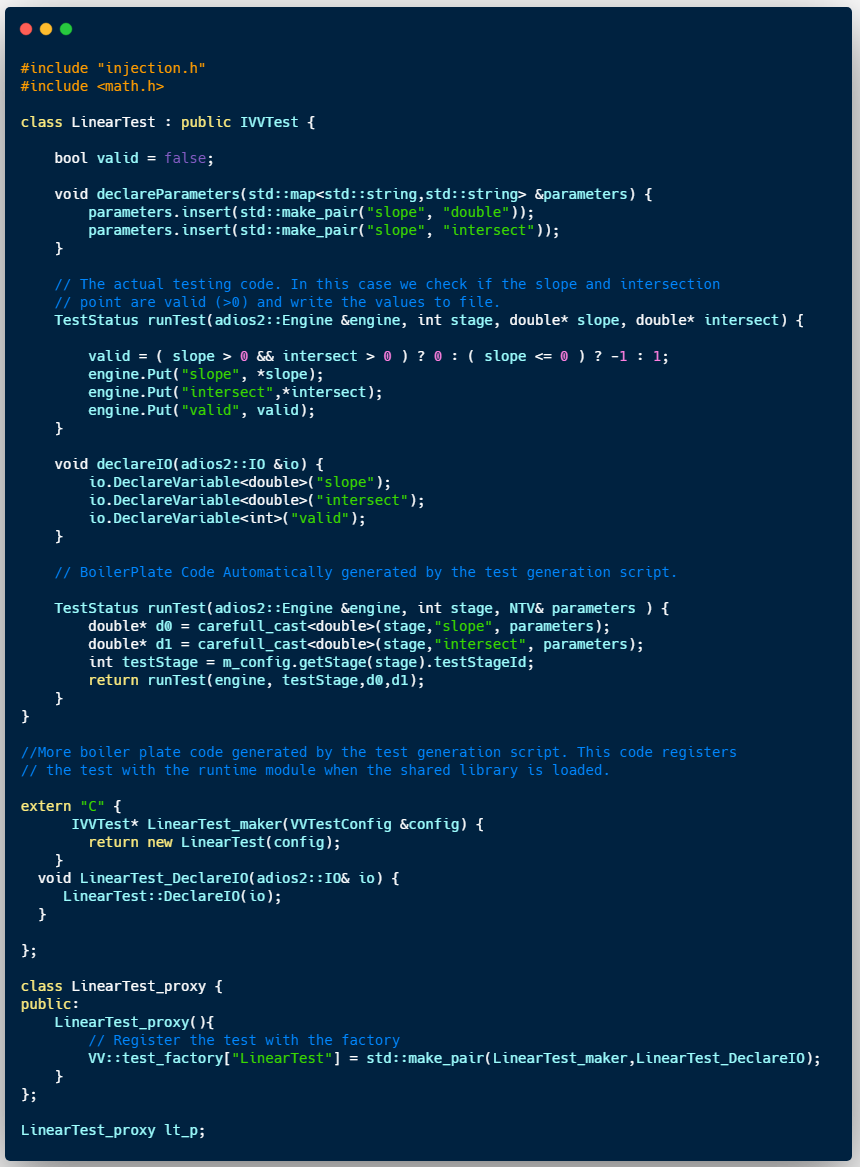 #include "injection.h"
#include <math.h>
class LinearTest : public IVVTest {
bool valid = false;
void declareParameters(std::map<std::string,std::string> &parameters) {
parameters.insert(std::make_pair("slope", "double"));
parameters.insert(std::make_pair("slope", "intersect"));
}
// The actual testing code. In this case we check if the slope and intersection
// point are valid (>0) and write the values to file.
TestStatus runTest(adios2::Engine &engine, int stage, double* slope, double* intersect) {
valid = ( slope > 0 && intersect > 0 ) ? 0 : ( slope <= 0 ) ? -1 : 1;
engine.Put("slope", *slope);
engine.Put("intersect",*intersect);
engine.Put("valid", valid);
}
void declareIO(adios2::IO &io) {
io.DeclareVariable<double>("slope");
io.DeclareVariable<double>("intersect");
io.DeclareVariable<int>("valid");
}
// BoilerPlate Code Automatically generated by the test generation script.
TestStatus runTest(adios2::Engine &engine, int stage, NTV& parameters ) {
double* d0 = carefull_cast<double>(stage,"slope", parameters);
double* d1 = carefull_cast<double>(stage,"intersect", parameters);
int testStage = m_config.getStage(stage).testStageId;
return runTest(engine, testStage,d0,d1);
}
}
//More boiler plate code generated by the test generation script. This code registers
// the test with the runtime module when the shared library is loaded.
extern "C" {
IVVTest* LinearTest_maker(VVTestConfig &config) {
return new LinearTest(config);
}
void LinearTest_DeclareIO(adios2::IO& io) {
LinearTest::DeclareIO(io);
}
};
class LinearTest_proxy {
public:
LinearTest_proxy(){
// Register the test with the factory
VV::test_factory["LinearTest"] = std::make_pair(LinearTest_maker,LinearTest_DeclareIO);
}
};
LinearTest_proxy lt_p;